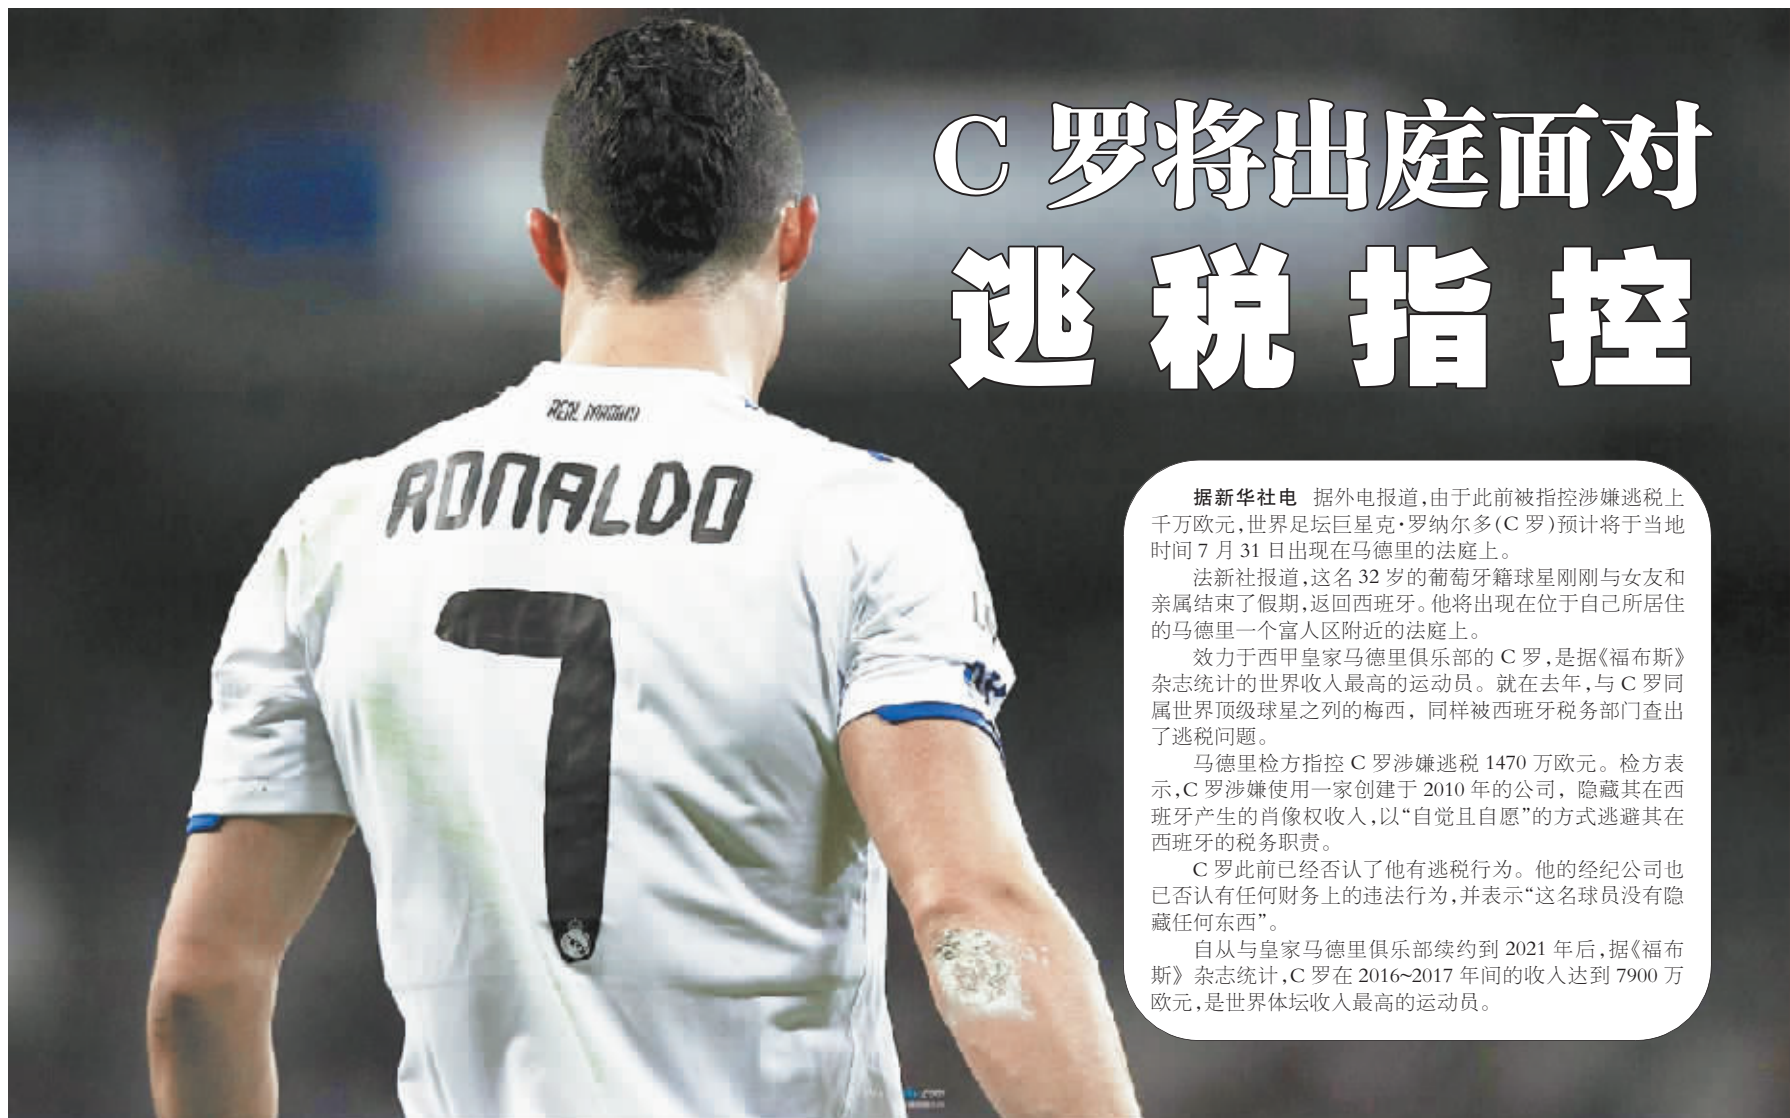 C 罗将出庭面对
逃税指控
REAL MADRID
RONALDO
7
据新华社电 据外电报道,由于此前被指控涉嫌逃税上
千万欧元,世界足坛巨星克·罗纳尔多(C 罗)预计将于当地
时间 7 月 31 日出现在马德里的法庭上。
法新社报道,这名 32 岁的葡萄牙籍球星刚刚与女友和
亲属结束了假期,返回西班牙。他将出现在位于自己所居住
的马德里一个富人区附近的法庭上。
效力于西甲皇家马德里俱乐部的 C 罗,是据《福布斯》
杂志统计的世界收入最高的运动员。就在去年,与 C 罗同
属世界顶级球星之列的梅西，同样被西班牙税务部门查出
了逃税问题。
马德里检方指控 C 罗涉嫌逃税 1470 万欧元。检方表
示,C 罗涉嫌使用一家创建于 2010 年的公司，隐藏其在西
班牙产生的肖像权收入,以“自觉且自愿”的方式逃避其在
西班牙的税务职责。
C 罗此前已经否认了他有逃税行为。他的经纪公司也
已否认有任何财务上的违法行为,并表示“这名球员没有隐
藏任何东西”。
自从与皇家马德里俱乐部续约到 2021 年后,据《福布
斯》杂志统计,C 罗在 2016~2017 年间的收入达到 7900 万
欧元,是世界体坛收入最高的运动员。